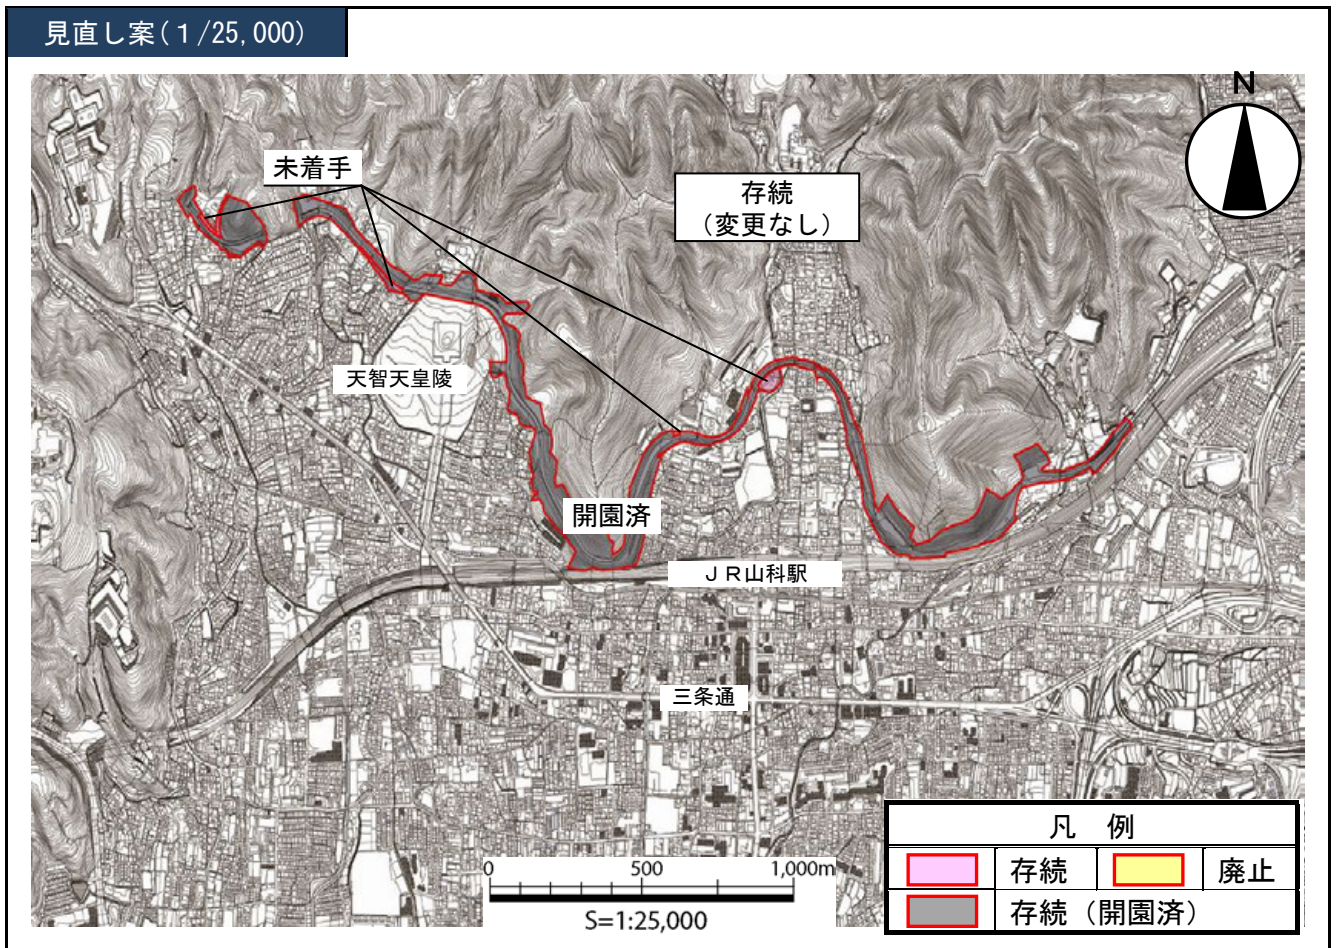 見直し案(1/25,000)
N
未着手
存続
(変更なし)
天智天皇陵
開園済
JR山科駅
三条通
0 500 1,000m
S=1:25,000
凡 例
存続 廃止
存続(開園済)